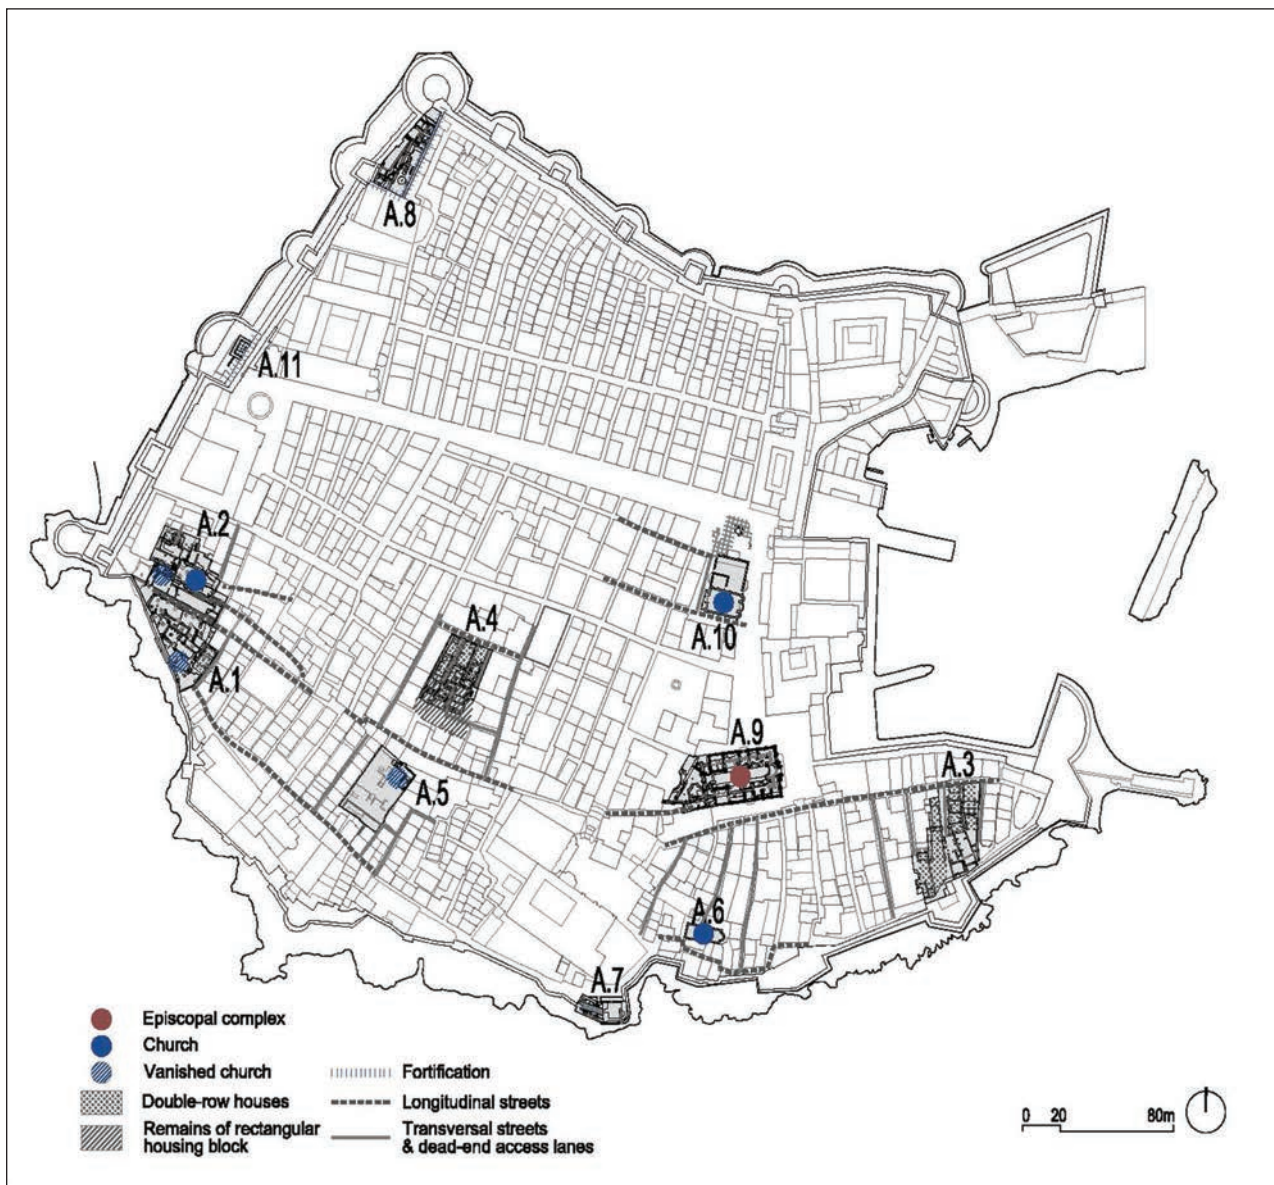 A.8
A.11
A.2
A.4
A.10
A.1
A.9
A.3
A.5
A.6
A.7
Episcopal complex
Church
Vanished church
Fortification
Double-row houses
Longitudinal streets
Remains of rectangular
housing block
Transversal streets
& dead-end access lanes
0 20 80m